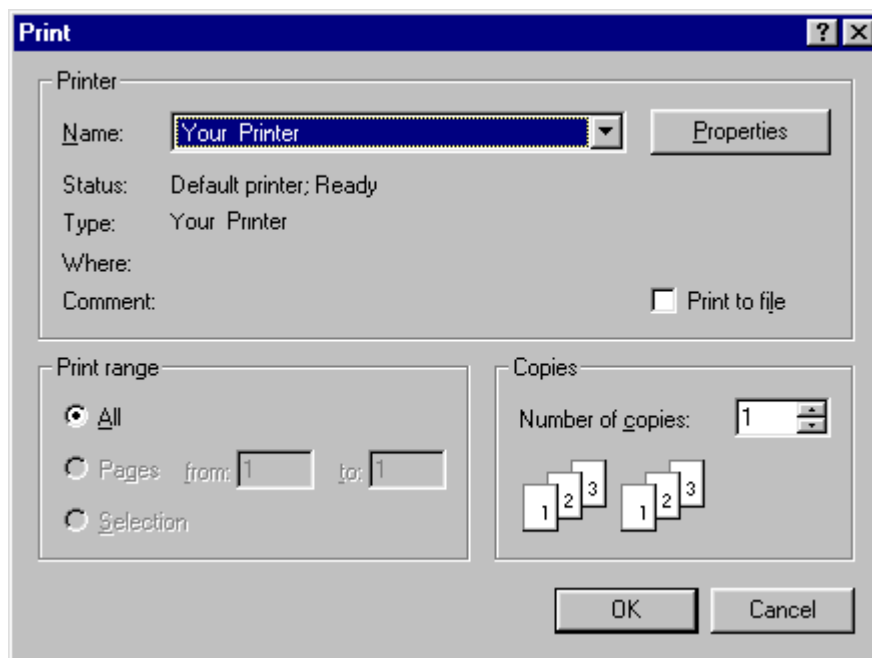 Print
Printer
Name: Your Printer Properties
Status: Default printer; Ready
Type: Your Printer
Where:
Comment: Print to file
Print range
All
Pages from: 1 to: 1
Selection
Copies
Number of copies: 1
1 2 3 1 2 3
OK Cancel